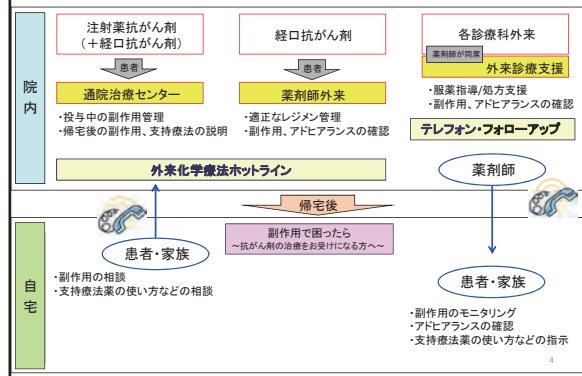 院内
注射薬抗がん剤
(＋経口抗がん剤)
患者
通院治療センター
・投与中の副作用管理
・帰宅後の副作用、支持療法の説明
経口抗がん剤
患者
薬剤師外来
・適正なレジメン管理
・副作用、アドヒアランスの確認
各診療科外来
薬剤師が同席
外来診療支援
・服薬指導/処方支援
・副作用、アドヒアランスの確認
テレフォン・フォローアップ
外来化学療法ホットライン
薬剤師
帰宅後
自宅
患者・家族
・副作用の相談
・支持療法薬の使い方などの相談
副作用で困ったら
～抗がん剤の治療をお受けになる方へ～
患者・家族
・副作用のモニタリング
・アドヒアランスの確認
・支持療法薬の使い方などの指示
4